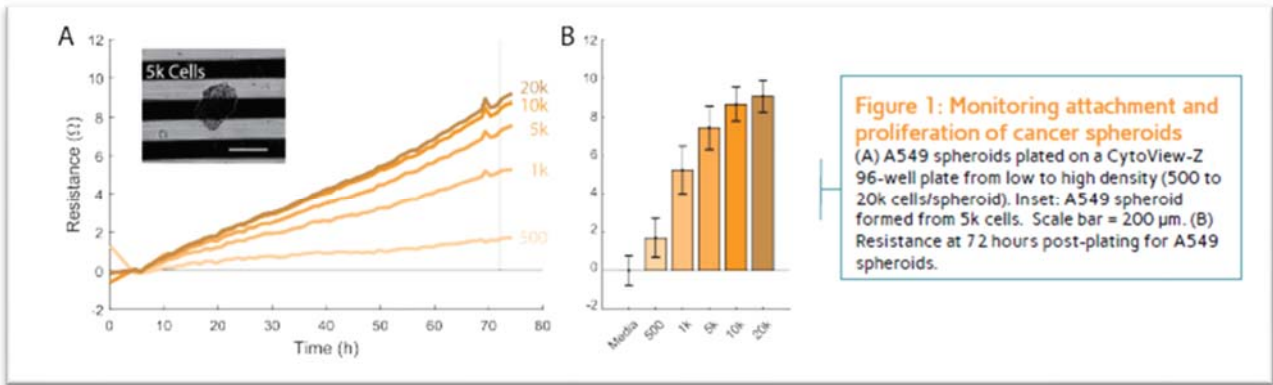 A
B
12
10
8
6
4
2
0
-2
Resistance (Ω)
5k Cells
20k
10k
5k
1k
500
0 10 20 30 40 50 60 70 80
Time (h)
12
10
8
6
4
2
0
-2
Media 500 1k 5k 10k 20k
Figure 1: Monitoring attachment and
proliferation of cancer spheroids
(A) A549 spheroids plated on a CytoView-Z
96-well plate from low to high density (500 to
20k cells/spheroid). Inset: A549 spheroid
formed from 5k cells. Scale bar = 200 µm. (B)
Resistance at 72 hours post-plating for A549
spheroids.